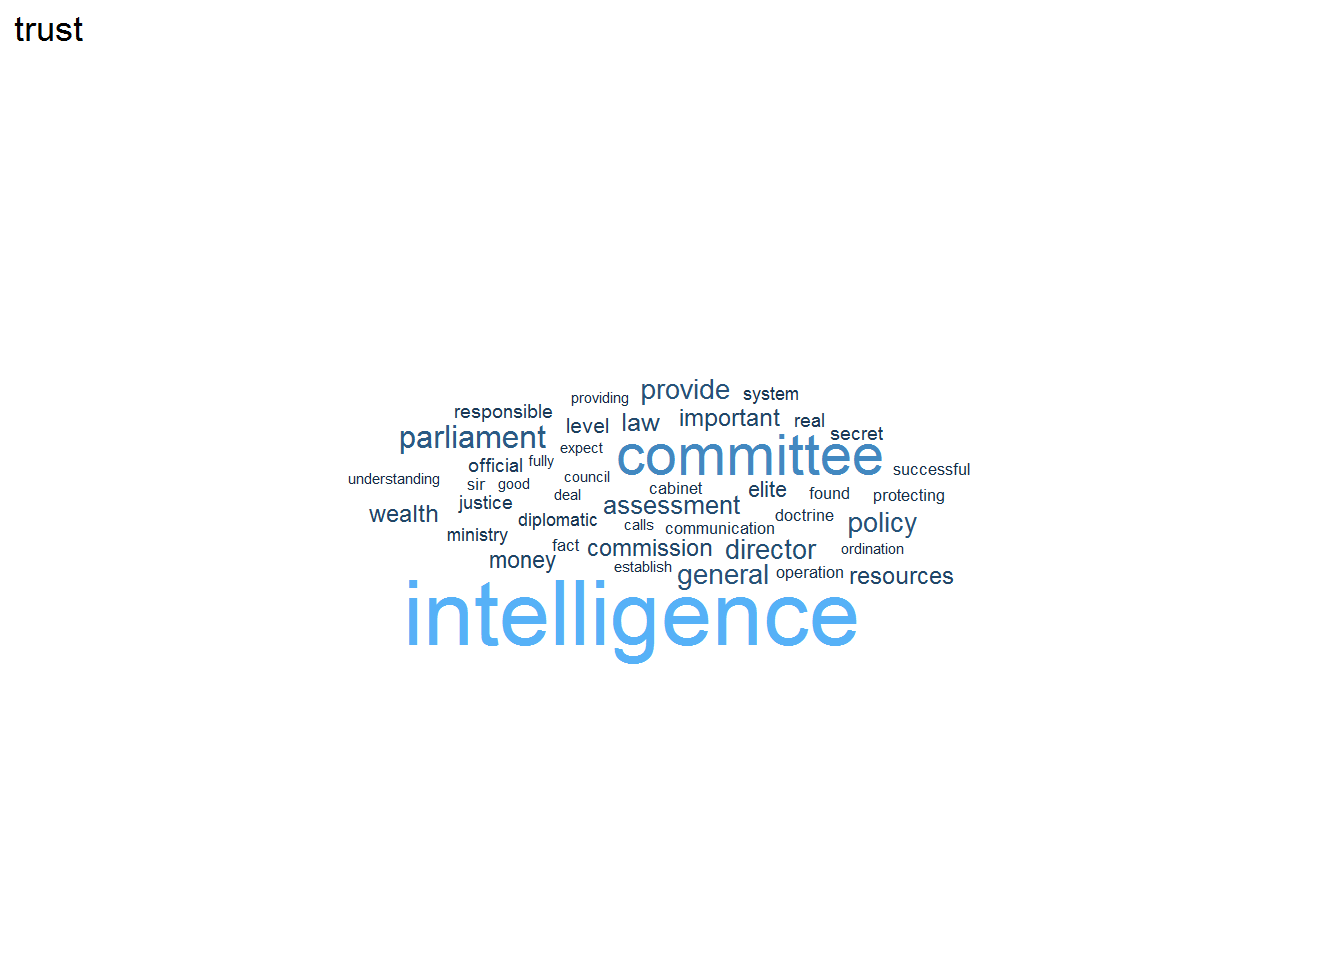 trust
providing provide system
responsible level law important real
parliament expect committee secret
official fully successful
understanding sir good council
deal cabinet elite found protecting
wealth justice assessment doctrine policy
diplomatic calls communication
ministry fact commission director ordination
money establish general operation resources
intelligence